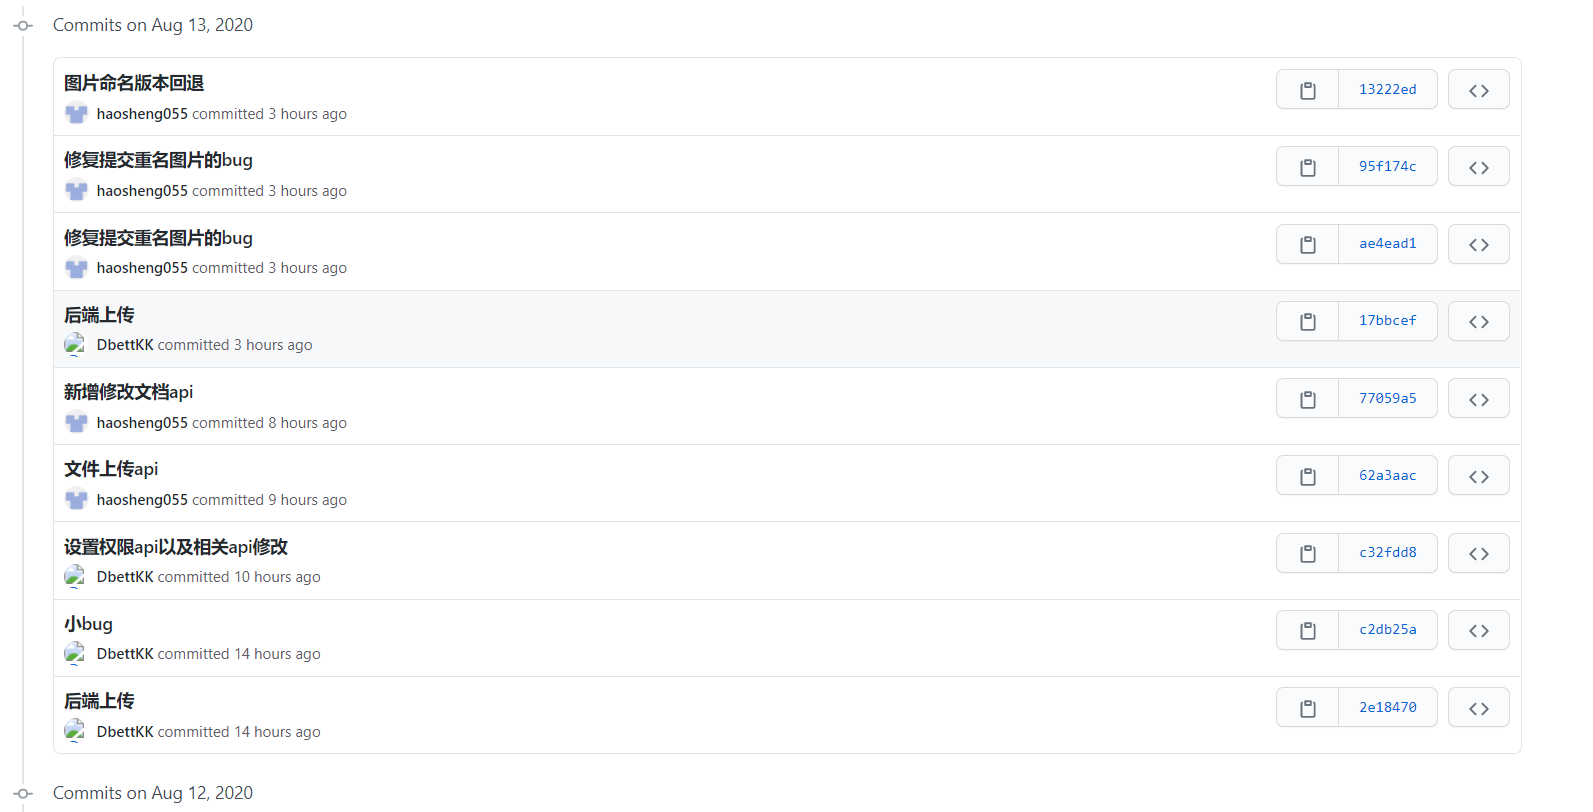 Commits on Aug 13, 2020
图片命名版本回退
haosheng055 committed 3 hours ago
13222ed
修复提交重名图片的bug
haosheng055 committed 3 hours ago
95f174c
修复提交重名图片的bug
haosheng055 committed 3 hours ago
ae4ead1
后端上传
DbettKK committed 3 hours ago
17bbcef
新增修改文档api
haosheng055 committed 8 hours ago
77059a5
文件上传api
haosheng055 committed 9 hours ago
62a3aac
设置权限api以及相关api修改
DbettKK committed 10 hours ago
c32fdd8
小bug
DbettKK committed 14 hours ago
c2db25a
后端上传
DbettKK committed 14 hours ago
2e18470
Commits on Aug 12, 2020